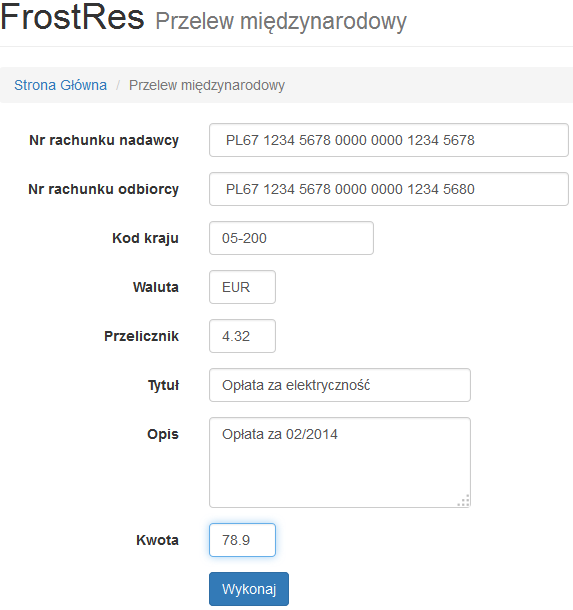 FrostRes Przelew międzynarodowy
Strona Główna / Przelew międzynarodowy
Nr rachunku nadawcy PL67 1234 5678 0000 0000 1234 5678
Nr rachunku odbiorcy PL67 1234 5678 0000 0000 1234 5680
Kod kraju 05-200
Waluta EUR
Przelicznik 4.32
Tytuł Opłata za elektryczność
Opis Opłata za 02/2014
Kwota 78.9
Wykonaj